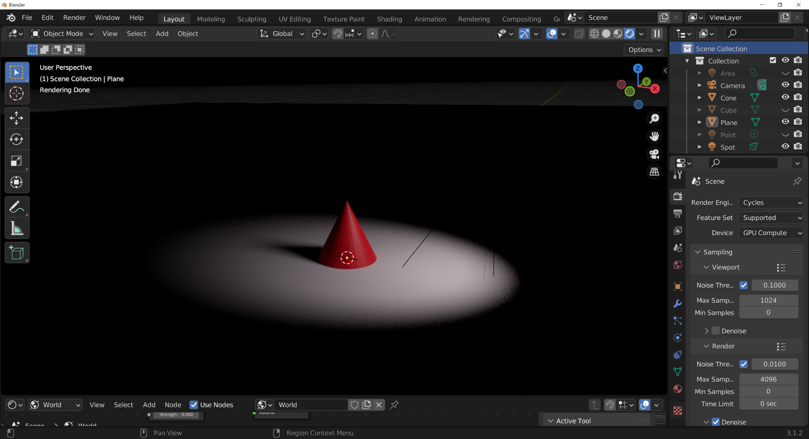 Blender
File Edit Render Window Help Layout Modeling Sculpting UV Editing Texture Paint Shading Animation Rendering Compositing Scene ViewLayer
Object Mode View Select Add Object Global
Options
User Perspective
(1) Scene Collection | Plane
Rendering Done
Z
Y
X
Scene Collection
Collection
Area
Camera
Cone
Cube
Plane
Point
Spot
Scene
Render Engi.. Cycles
Feature Set Supported
Device GPU Compute
Sampling
Viewport
Noise Thre.. 0.1000
Max Samp.. 1024
Min Samples 0
Denoise
Render
Noise Thre.. 0.0100
Max Samp.. 4096
Min Samples 0
Time Limit 0 sec
Denoise
World View Select Add Node Use Nodes World
Strength 0.000
Active Tool
Scene World
Pan View Region Context Menu 3.1.2